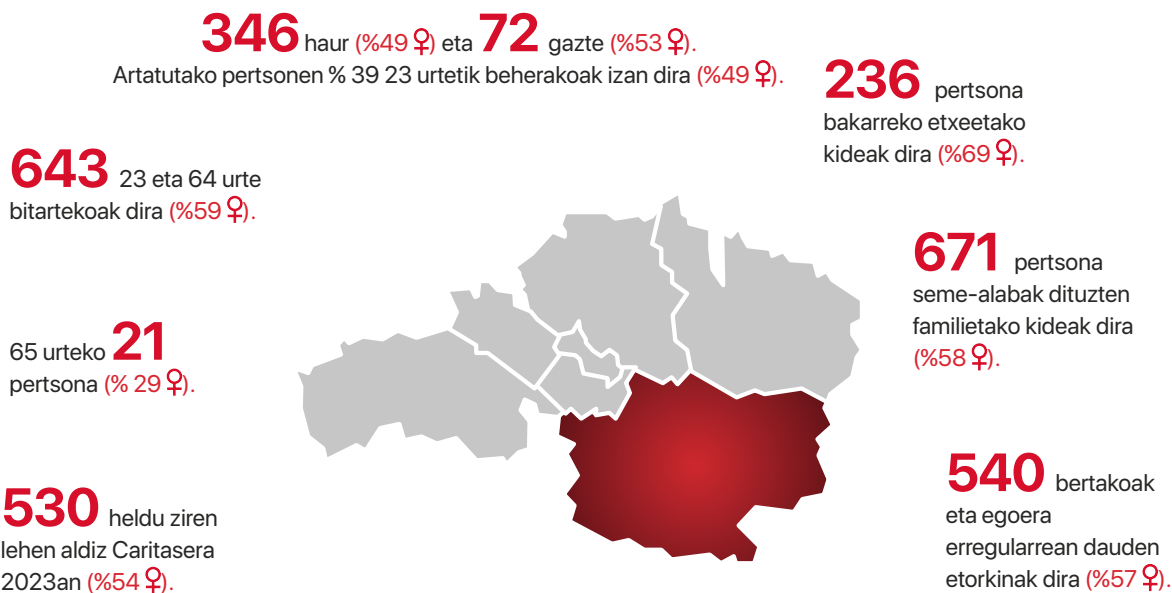 346 haur (%49 ♀) eta 72 gazte (%53 ♀).
Artatutako pertsonen % 39 23 urtetik beherakoak izan dira (%49 ♀).
236 pertsona
bakarreko etxeetako
kideak dira (%69 ♀).
643 23 eta 64 urte
bitartekoak dira (%59 ♀).
671 pertsona
seme-alabak dituzten
familietako kideak dira
(%58 ♀).
65 urteko 21
pertsona (% 29 ♀).
540 bertakoak
eta egoera
erregularrean dauden
etorkinak dira (%57 ♀).
530 heldu ziren
lehen aldiz Caritasera
2023an (%54 ♀).